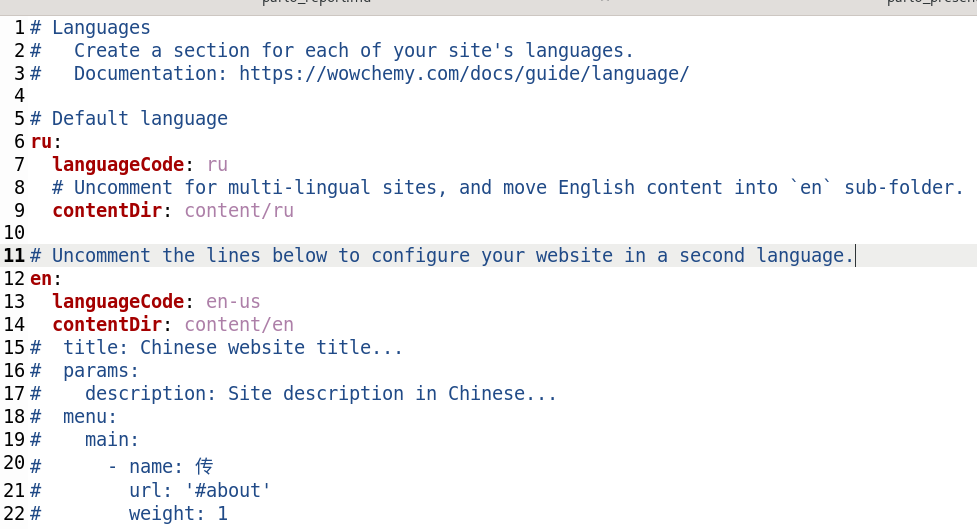 1 # Languages
2 #   Create a section for each of your site's languages.
3 #   Documentation: https://wowchemy.com/docs/guide/language/
4
5 # Default language
6 ru:
7   languageCode: ru
8   # Uncomment for multi-lingual sites, and move English content into `en` sub-folder.
9   contentDir: content/ru
10
11 # Uncomment the lines below to configure your website in a second language.
12 en:
13   languageCode: en-us
14   contentDir: content/en
15 #  title: Chinese website title...
16 #  params:
17 #    description: Site description in Chinese...
18 #  menu:
19 #    main:
20 #      - name: 传
21 #        url: '#about'
22 #        weight: 1